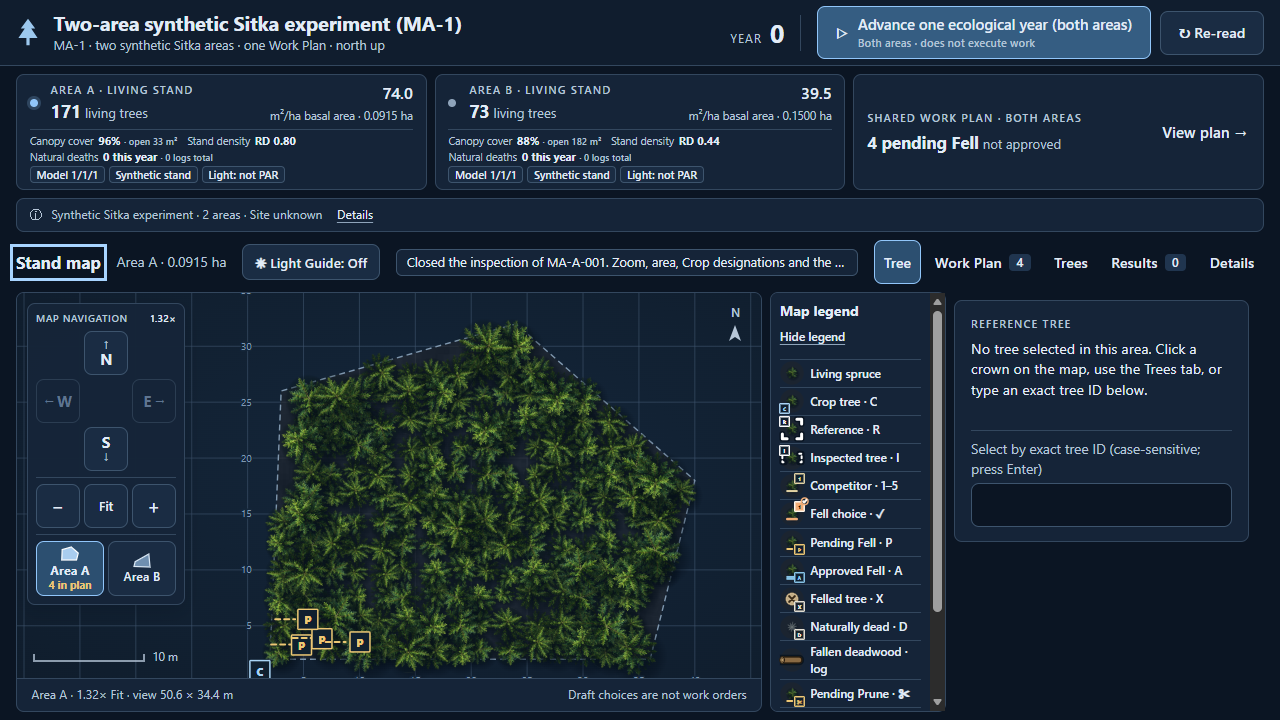 Two-area synthetic Sitka experiment (MA-1)
MA-1 · two synthetic Sitka areas · one Work Plan · north up
YEAR 0
▷ Advance one ecological year (both areas)
Both areas · does not execute work
↻ Re-read
AREA A · LIVING STAND
74.0
171 living trees
m²/ha basal area · 0.0915 ha
Canopy cover 96% · open 33 m² Stand density RD 0.80
Natural deaths 0 this year · 0 logs total
Model 1/1/1 Synthetic stand Light: not PAR
AREA B · LIVING STAND
39.5
73 living trees
m²/ha basal area · 0.1500 ha
Canopy cover 88% · open 182 m² Stand density RD 0.44
Natural deaths 0 this year · 0 logs total
Model 1/1/1 Synthetic stand Light: not PAR
SHARED WORK PLAN · BOTH AREAS
4 pending Fell not approved
View plan →
ⓘ Synthetic Sitka experiment · 2 areas · Site unknown Details
Stand map Area A · 0.0915 ha
Light Guide: Off
Closed the inspection of MA-A-001. Zoom, area, Crop designations and the ...
Tree
Work Plan 4
Trees
Results 0
Details
MAP NAVIGATION 1.32×
↑
N
←W
E→
S
↓
−
Fit
+
Area A
4 in plan
Area B
10 m
N
30
25
20
15
10
5
P
P
P
P
C
Area A · 1.32× Fit · view 50.6 × 34.4 m
Draft choices are not work orders
Map legend
Hide legend
Living spruce
Crop tree · C
Reference · R
Inspected tree · I
Competitor · 1–5
Fell choice · ✓
Pending Fell · P
Approved Fell · A
Felled tree · X
Naturally dead · D
Fallen deadwood ·
log
Pending Prune · ✂
REFERENCE TREE
No tree selected in this area. Click a
crown on the map, use the Trees tab, or
type an exact tree ID below.
Select by exact tree ID (case-sensitive;
press Enter)